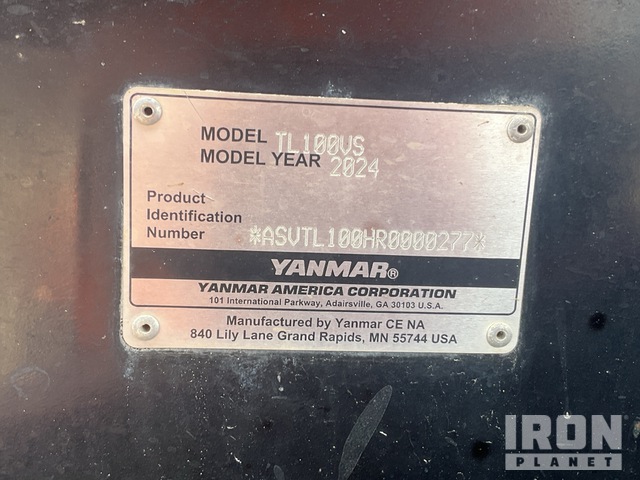 MODEL TL100VS
MODEL YEAR 2024
Product
Identification
Number *ASVTL100HR0000277*
YANMAR®
YANMAR AMERICA CORPORATION
101 International Parkway, Adairsville, GA 30103 U.S.A.
Manufactured by Yanmar CE NA
840 Lily Lane Grand Rapids, MN 55744 USA
IRON
PLANET